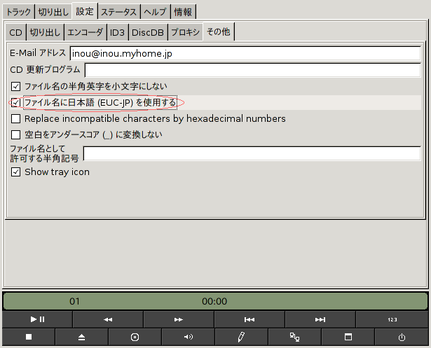 トラック 切り出し 設定 ステータス ヘルプ 情報
CD 切り出し エンコーダ ID3 DiscDB プロキシ その他
E-Mail アドレス inou@inou.myhome.jp
CD 更新プログラム
ファイル名の半角英字を小文字にしない
ファイル名に日本語 (EUC-JP) を使用する
Replace incompatible characters by hexadecimal numbers
空白をアンダースコア (_) に変換しない
ファイル名として
許可する半角記号
Show tray icon
01 00:00
123